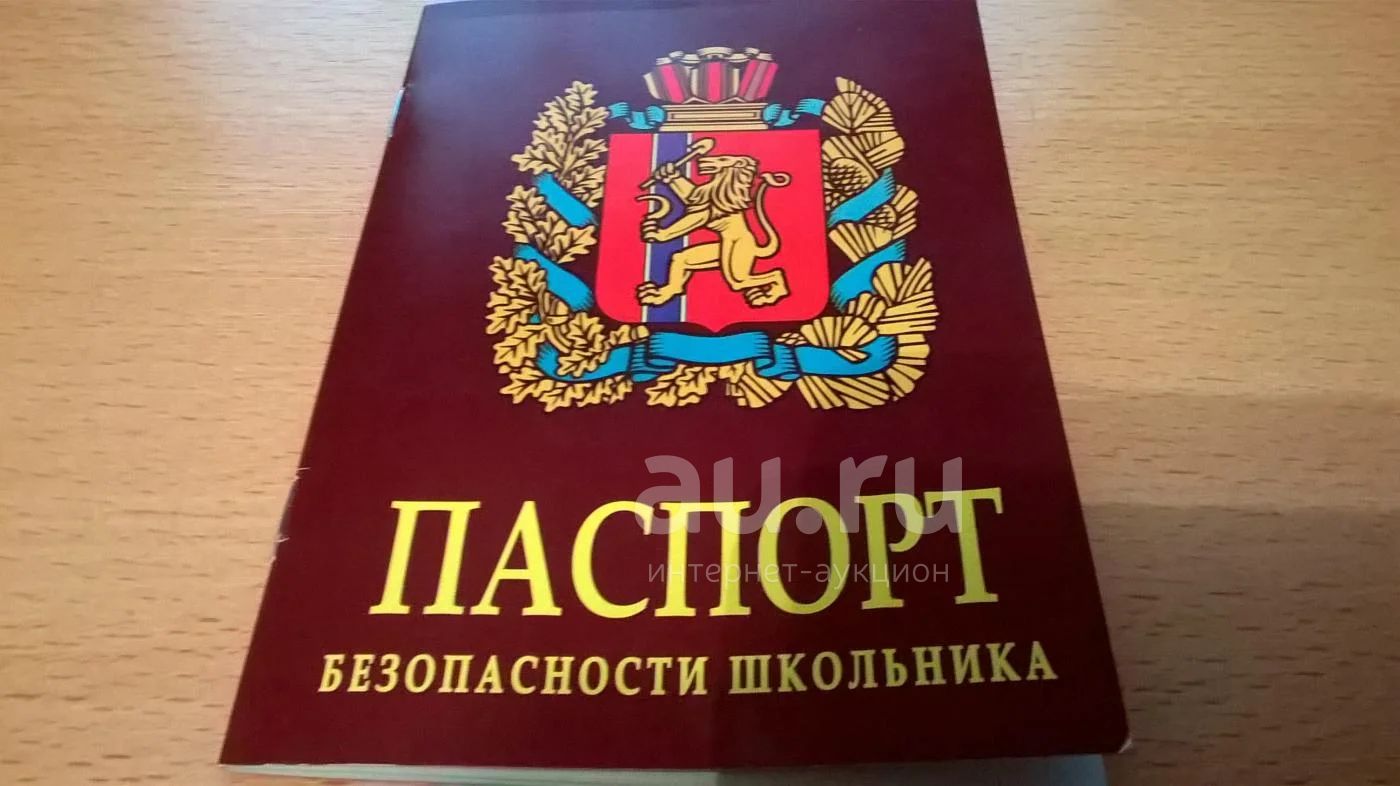 au.ru
ПАСПОРТ
интернет-аукцион
БЕЗОПАСНОСТИ ШКОЛЬНИКА